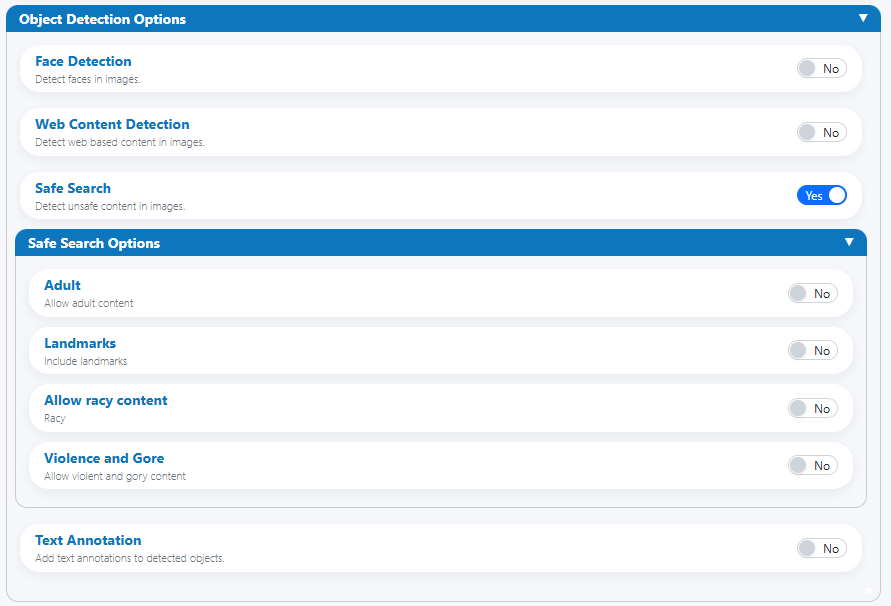 Object Detection Options ▼
Face Detection
Detect faces in images.
No
Web Content Detection
Detect web based content in images.
No
Safe Search
Detect unsafe content in images.
Yes
Safe Search Options ▼
Adult
Allow adult content
No
Landmarks
Include landmarks
No
Allow racy content
Racy
No
Violence and Gore
Allow violent and gory content
No
Text Annotation
Add text annotations to detected objects.
No